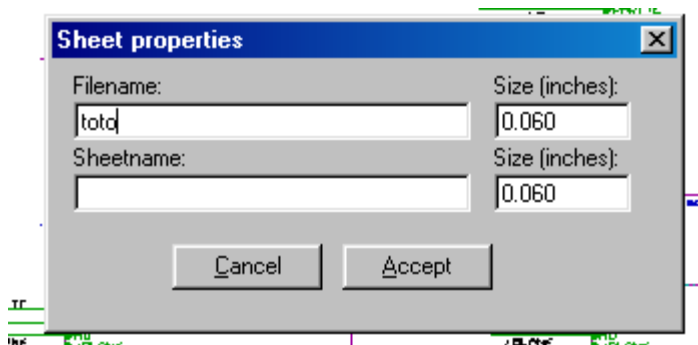 Sheet properties
Filename: Size (inches):
toto 0.060
Sheetname: Size (inches):
0.060
Cancel Accept